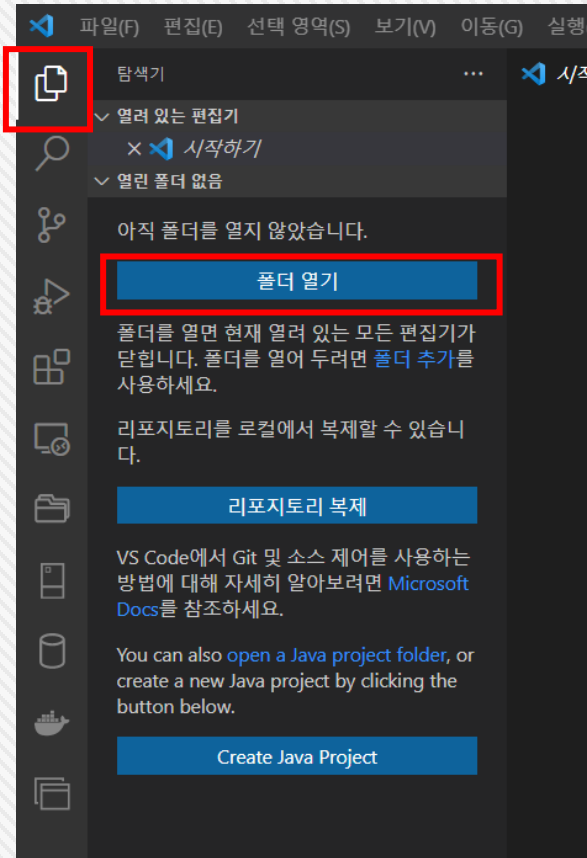 파일(F) 편집(E) 선택 영역(S) 보기(V) 이동(G) 실행
탐색기 ···
열려 있는 편집기
시작하기
열린 폴더 없음
아직 폴더를 열지 않았습니다.
폴더 열기
폴더를 열면 현재 열려 있는 모든 편집기가
닫힙니다. 폴더를 열어 두려면 폴더 추가를
사용하세요.
리포지토리를 로컬에서 복제할 수 있습니
다.
리포지토리 복제
VS Code에서 Git 및 소스 제어를 사용하는
방법에 대해 자세히 알아보려면 Microsoft
Docs를 참조하세요.
You can also open a Java project folder, or
create a new Java project by clicking the
button below.
Create Java Project